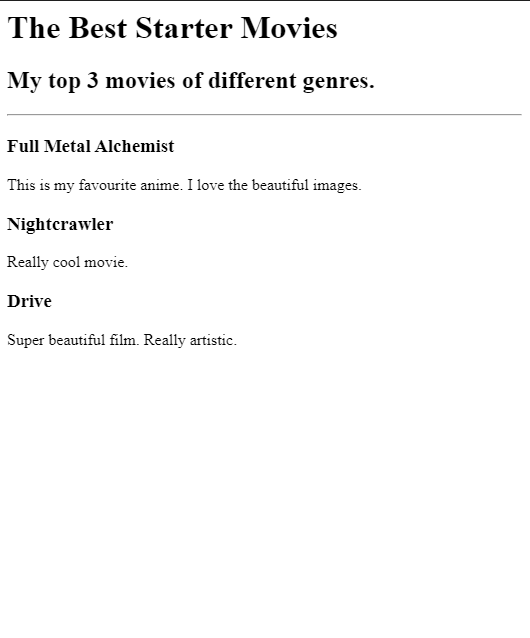 The Best Starter Movies
My top 3 movies of different genres.
Full Metal Alchemist
This is my favourite anime. I love the beautiful images.
Nightcrawler
Really cool movie.
Drive
Super beautiful film. Really artistic.